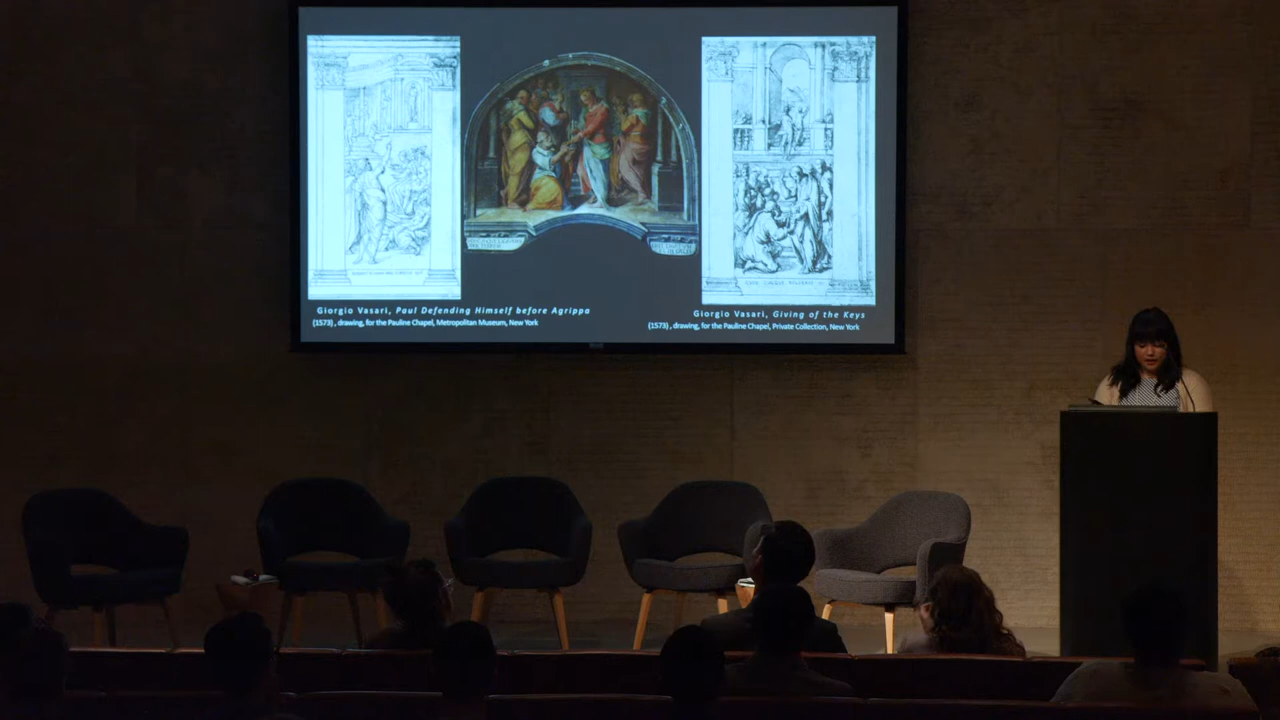 Giorgio Vasari, Paul Defending Himself before Agrippa
(1573) , drawing, for the Pauline Chapel, Metropolitan Museum, New York
Giorgio Vasari, Giving of the Keys
(1573) , drawing, for the Pauline Chapel, Private Collection, New York